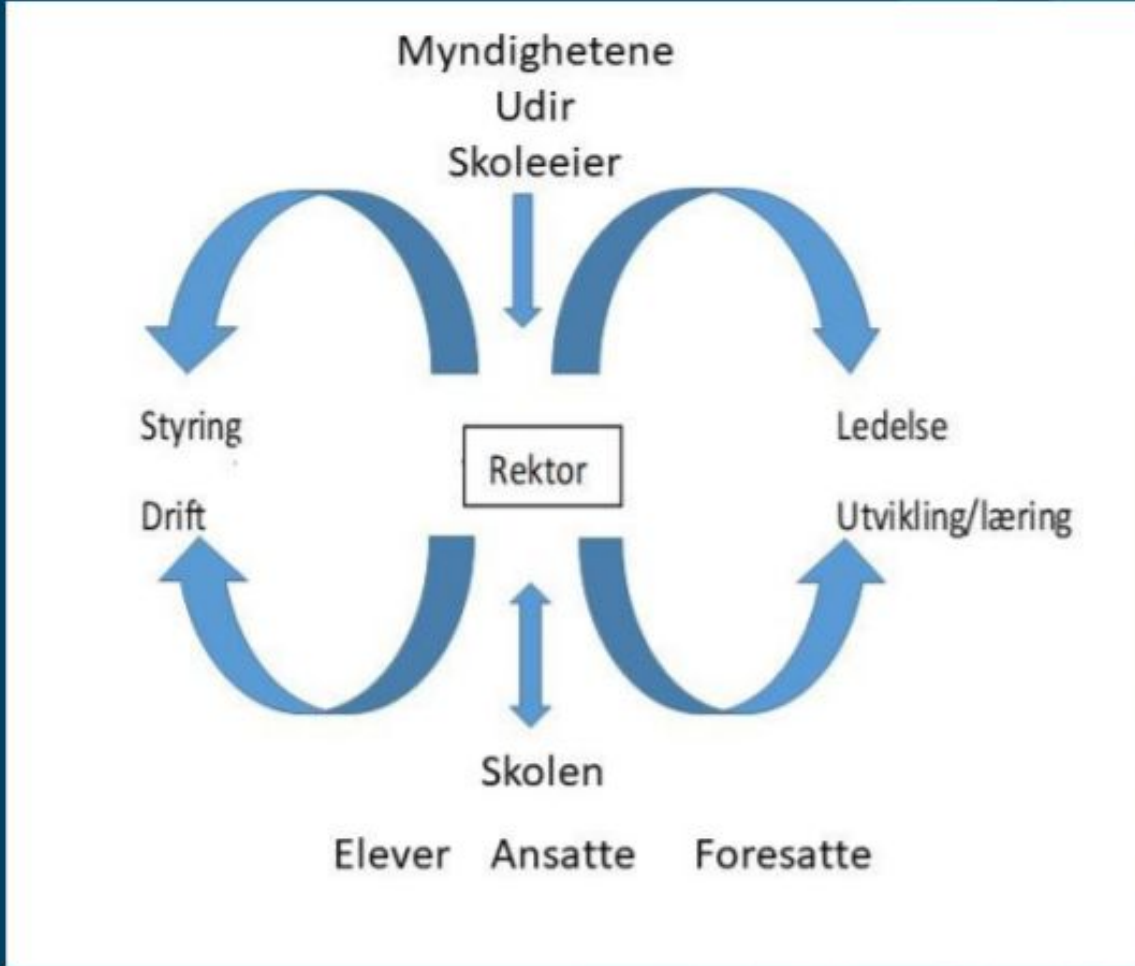 Myndighetene
Udir
Skoleeier
Styring
Ledelse
Rektor
Drift
Utvikling/læring
Skolen
Elever Ansatte Foresatte